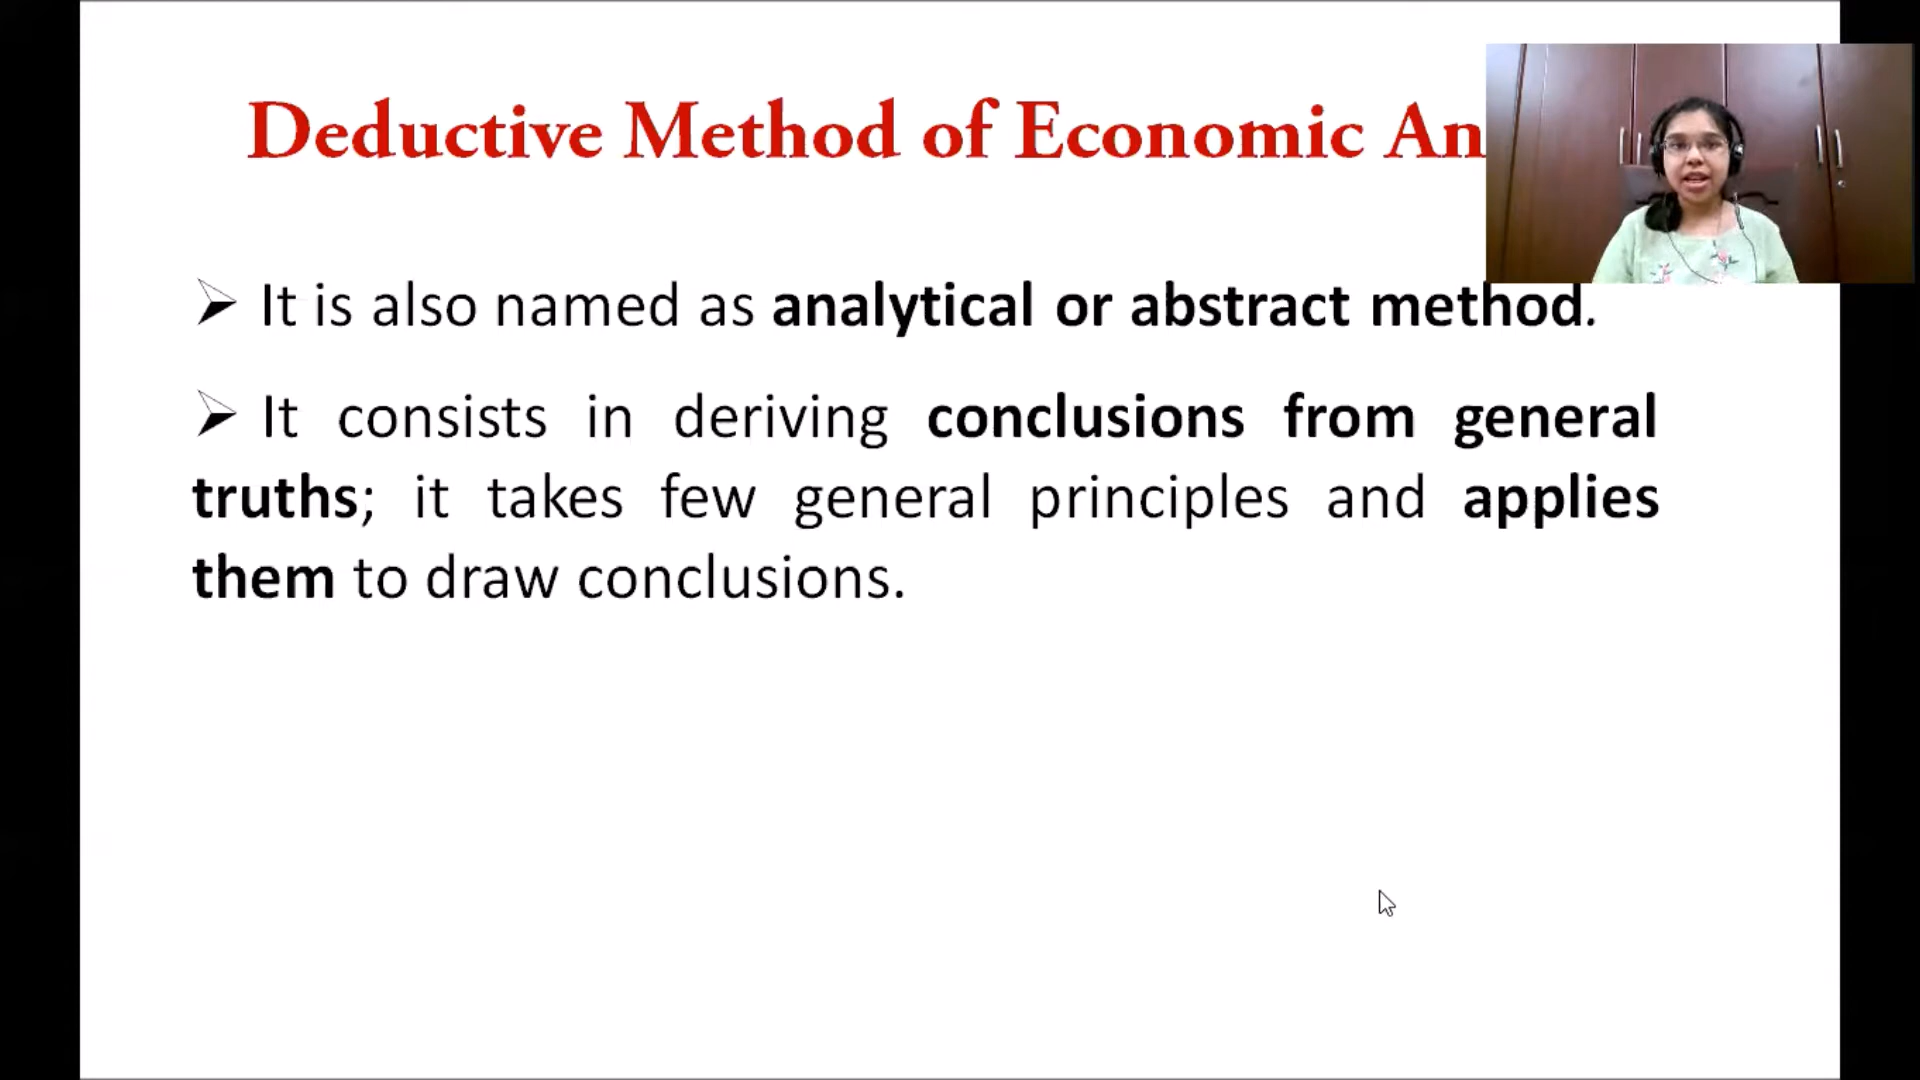 Deductive Method of Economic An
➢ It is also named as analytical or abstract method.
➢ It consists in deriving conclusions from general
truths; it takes few general principles and applies
them to draw conclusions.